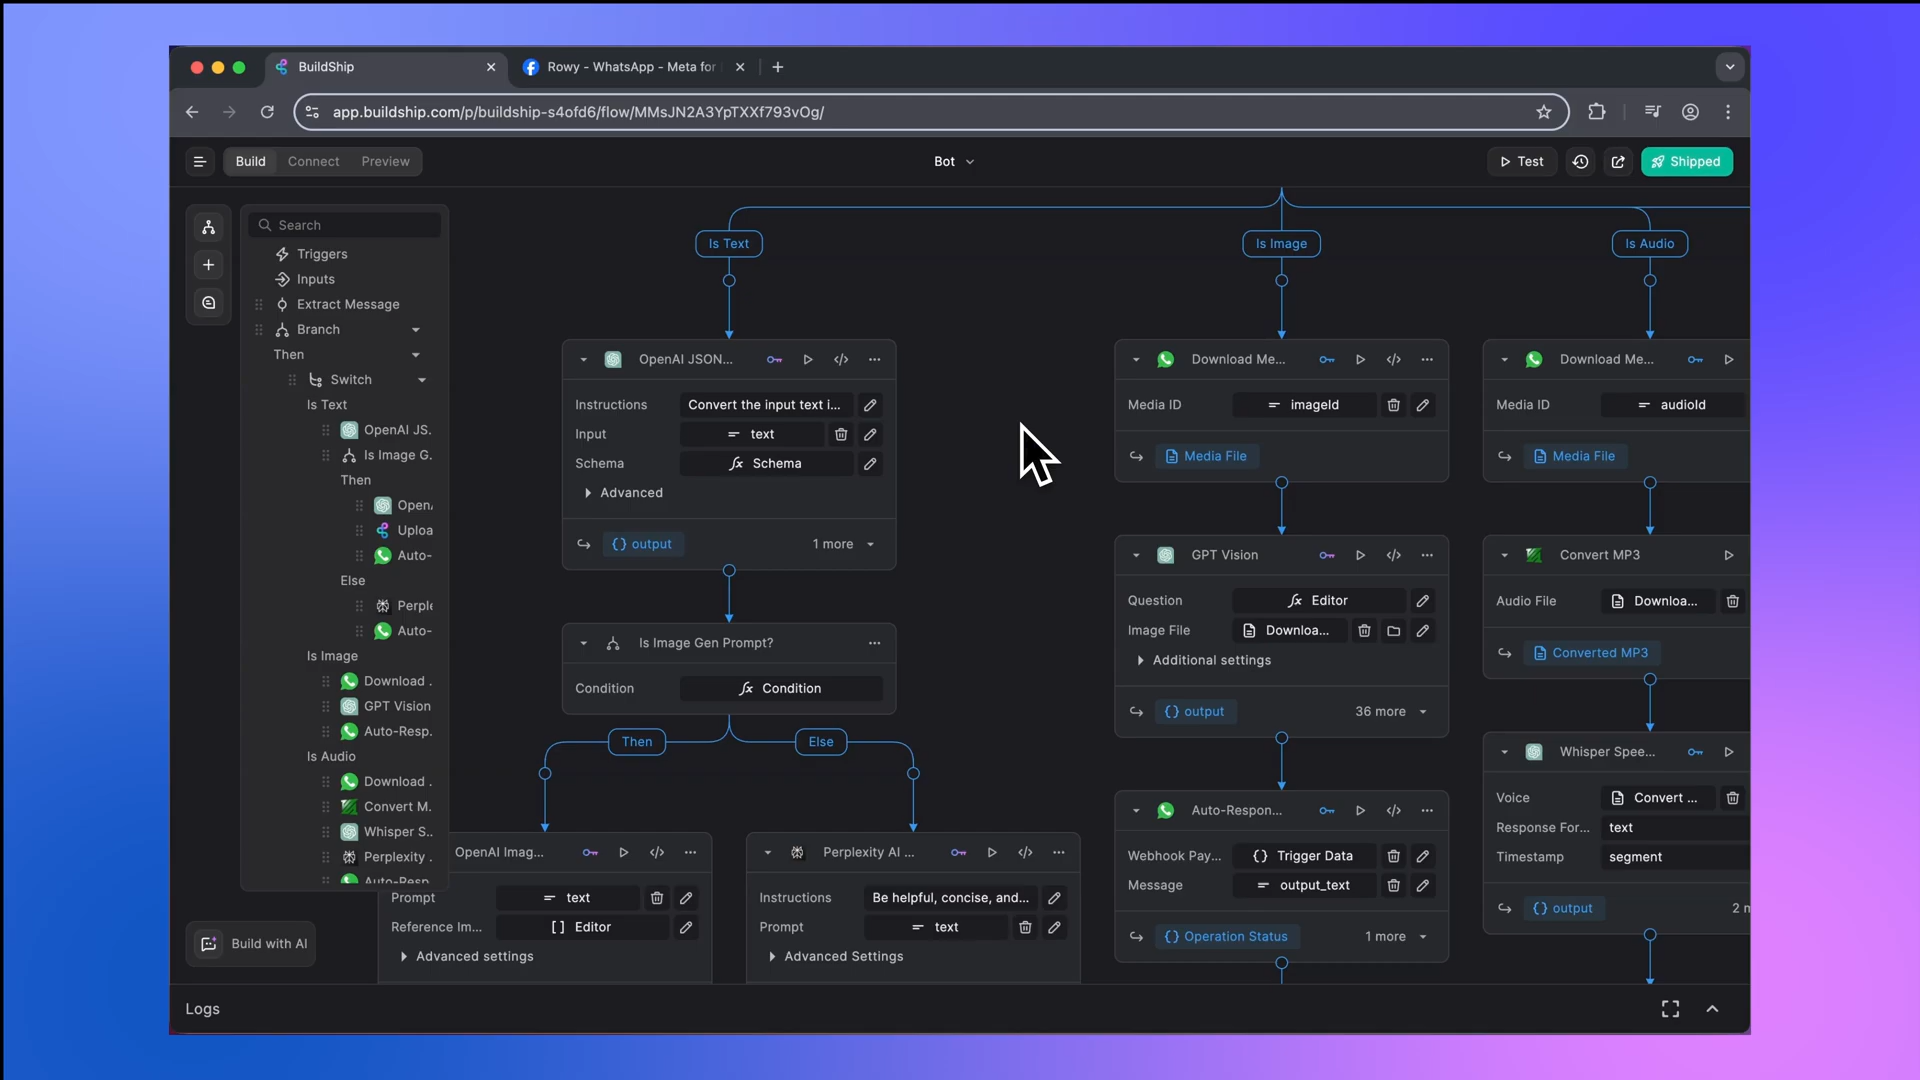 BuildShip
Rowy - WhatsApp - Meta for
app.buildship.com/p/buildship-s4ofd6/flow/MMsJN2A3YpTXXf793vOg/
Build
Connect
Preview
Bot
Test
Shipped
Search
Triggers
Inputs
Extract Message
Branch
Then
Switch
Is Text
OpenAI JS.
Is Image G.
Then
Open
Uploa
Auto-
Else
Perple
Auto-
Is Image
Download .
GPT Vision
Auto-Resp.
Is Audio
Download .
Convert M.
Whisper S..
Perplexity .
Auto-Resp
Build with AI
Is Text
OpenAI JSON...
Instructions
Convert the input text i...
Input
text
Schema
Schema
Advanced
{} output
1 more
Is Image Gen Prompt?
Condition
Condition
Then
Else
OpenAI Imag...
Prompt
text
Reference Im...
[ ] Editor
Advanced settings
Perplexity AI ...
Instructions
Be helpful, concise, and...
Prompt
text
Advanced Settings
Is Image
Download Me...
Media ID
imageId
Media File
GPT Vision
Question
Editor
Image File
Downloa...
Additional settings
{} output
36 more
Auto-Respon...
Webhook Pay...
{} Trigger Data
Message
output_text
{} Operation Status
1 more
Is Audio
Download Me...
Media ID
audioId
Media File
Convert MP3
Audio File
Downloa...
Converted MP3
Whisper Spee...
Voice
Convert ...
Response For...
text
Timestamp
segment
{} output
2 m
Logs